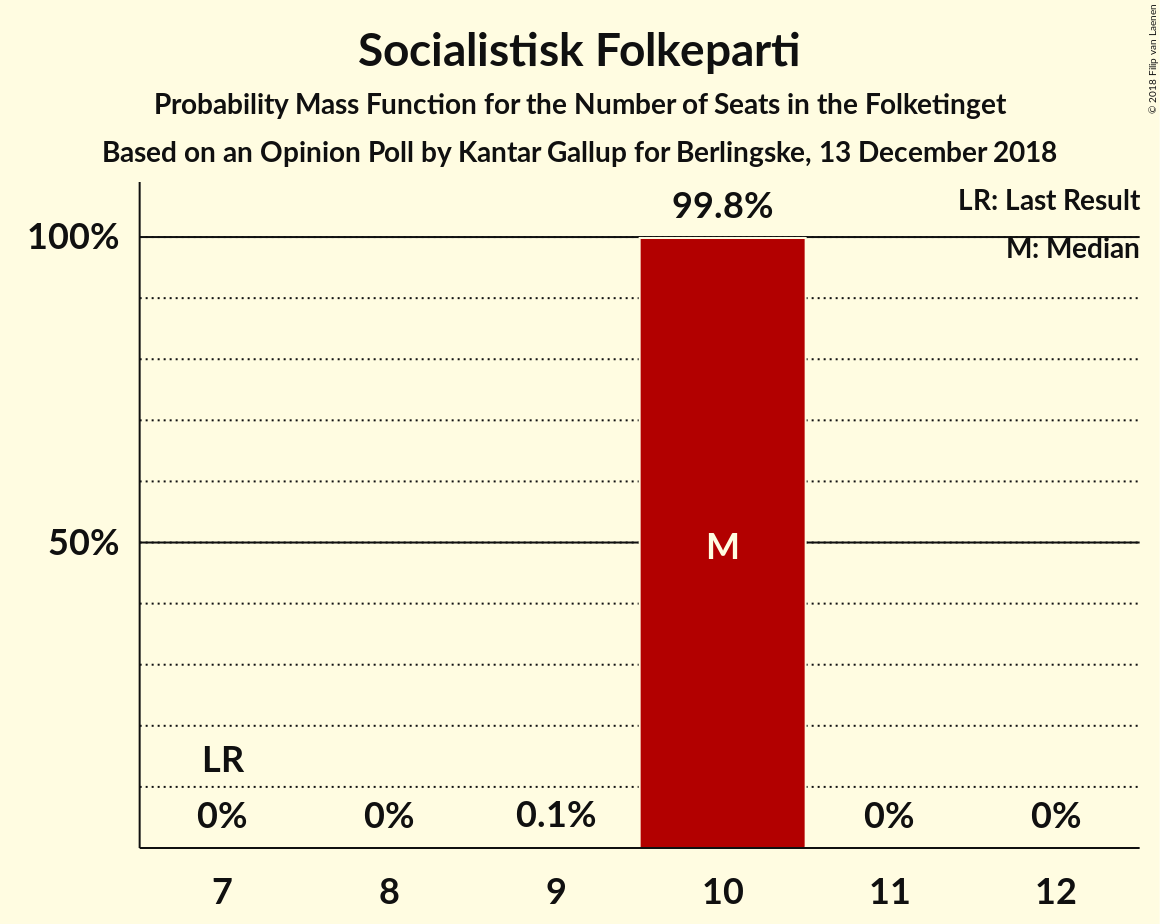 Socialistisk Folkeparti
Probability Mass Function for the Number of Seats in the Folketinget
Based on an Opinion Poll by Kantar Gallup for Berlingske, 13 December 2018
© 2018 Filip van Laenen
LR: Last Result
M: Median
99.8%
100%
50%
M
LR
0%
0%
0.1%
0%
0%
7
8
9
10
11
12